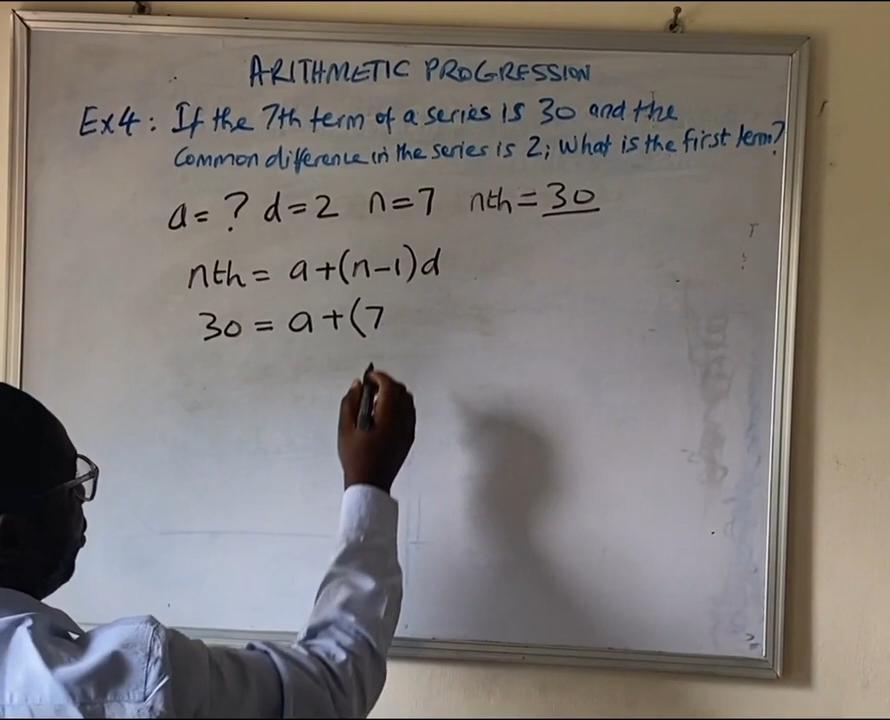 ARITHMETIC PROGRESSION
Ex4: If the 7th term of a series is 30 and the
Common difference in the series is 2; What is the first term?
a = ? d = 2 n = 7 nth = 30
nth = a + (n - 1)d
30 = a + (7